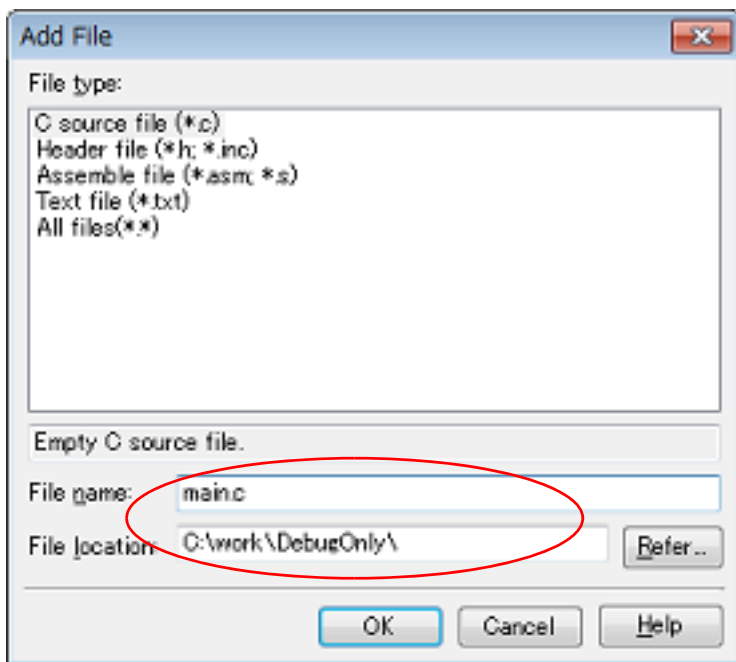 Add File
File type:
C source file (*.c)
Header file (*.h; *.inc)
Assemble file (*.asm; *.s)
Text file (*.txt)
All files(*.*)
Empty C source file.
File name: main.c
File location: C:\work\DebugOnly\ Refer...
OK Cancel Help